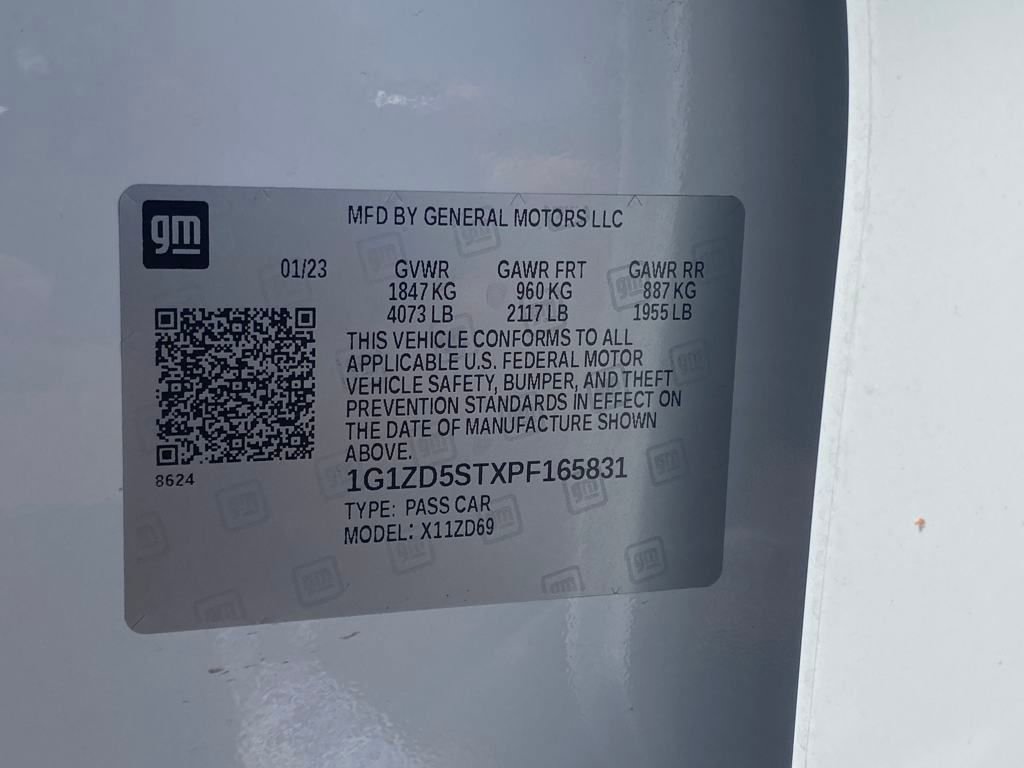 gm
MFD BY GENERAL MOTORS LLC
01/23 GVWR GAWR FRT GAWR RR
1847 KG 960 KG 887 KG
4073 LB 2117 LB 1955 LB
THIS VEHICLE CONFORMS TO ALL
APPLICABLE U.S. FEDERAL MOTOR
VEHICLE SAFETY, BUMPER, AND THEFT
PREVENTION STANDARDS IN EFFECT ON
THE DATE OF MANUFACTURE SHOWN
ABOVE.
8624
1G1ZD5STXPF165831
TYPE: PASS CAR
MODEL: X11ZD69